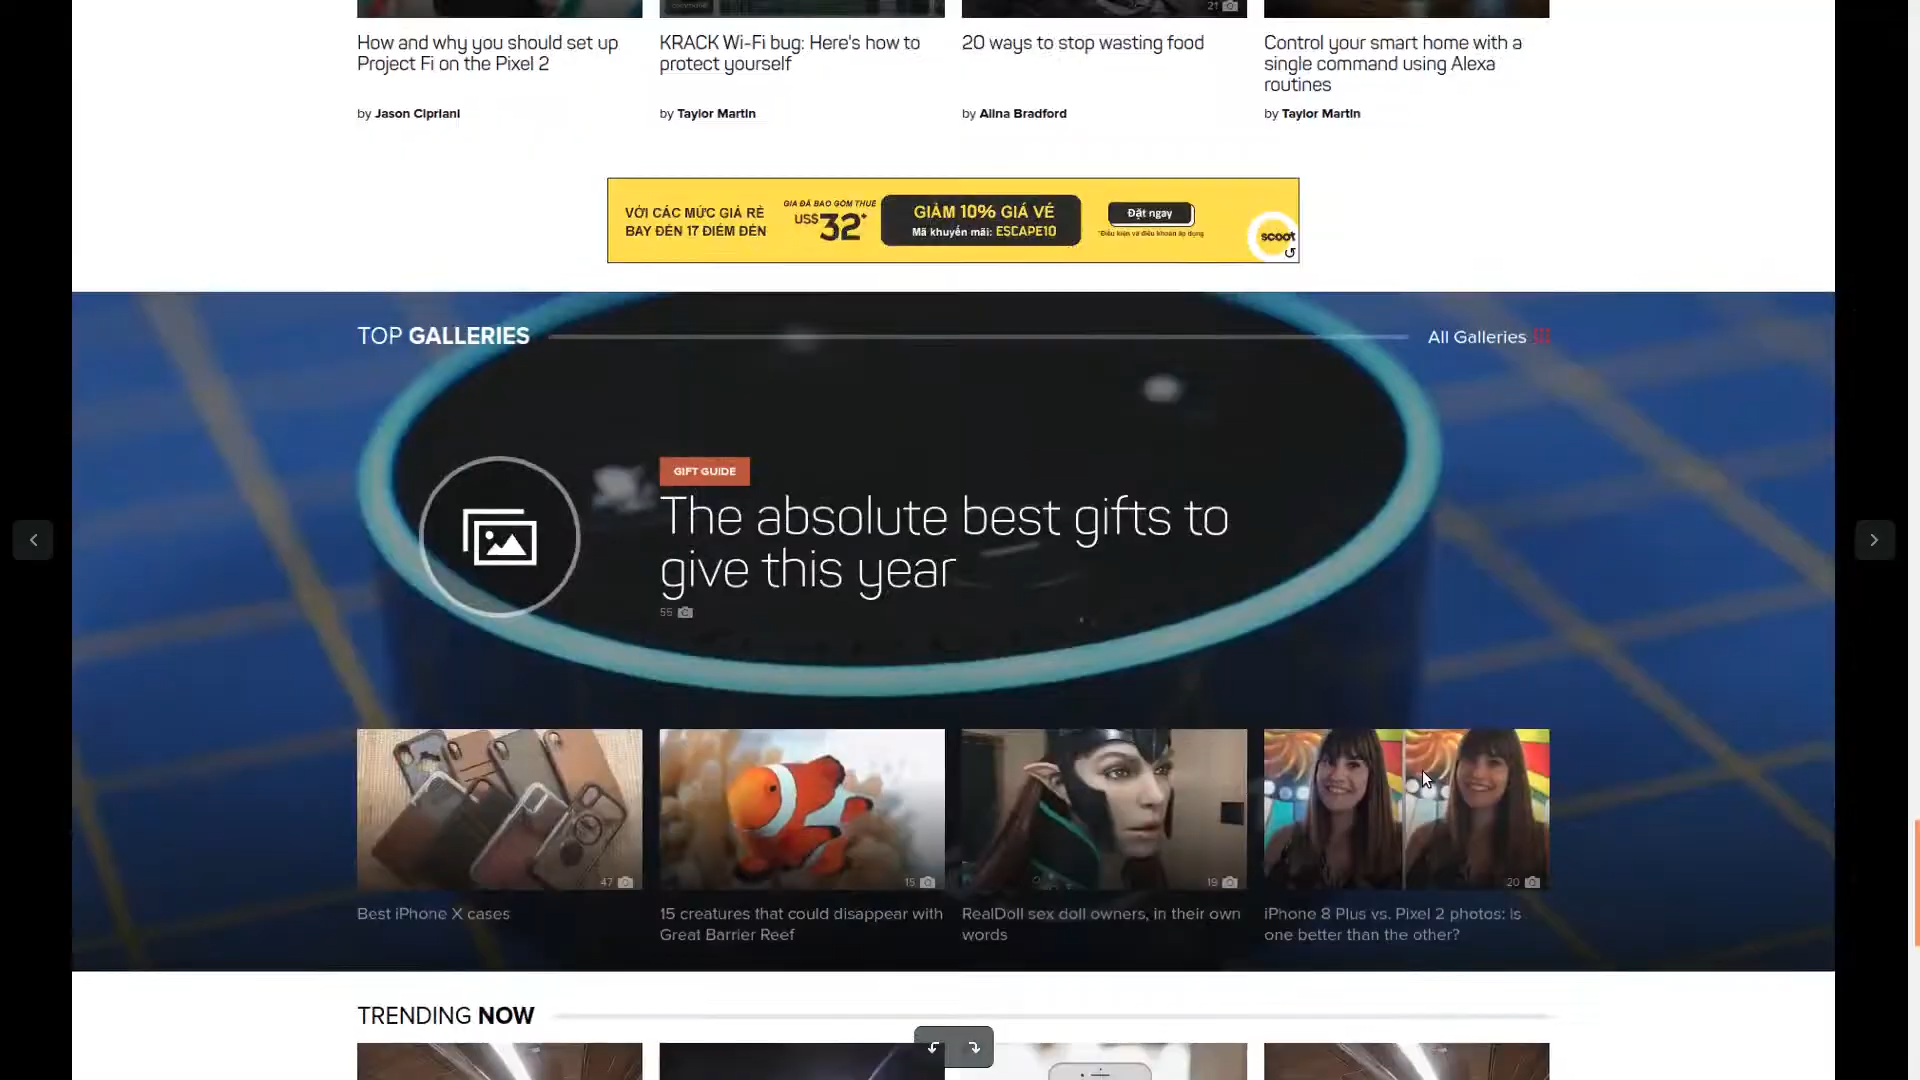 21
How and why you should set up
Project Fi on the Pixel 2
by Jason Cipriani
KRACK Wi-Fi bug: Here's how to
protect yourself
by Taylor Martin
20 ways to stop wasting food
by Alina Bradford
Control your smart home with a
single command using Alexa
routines
by Taylor Martin
VỚI CÁC MỨC GIÁ RẺ
BAY ĐẾN 17 ĐIỂM ĐẾN
GIÁ ĐÃ BAO GỒM THUẾ
US$32*
GIẢM 10% GIÁ VÉ
Mã khuyến mãi: ESCAPE10
Đặt ngay
*Điều kiện và điều khoản áp dụng
scoot
TOP GALLERIES
All Galleries
GIFT GUIDE
The absolute best gifts to
give this year
55
47
Best iPhone X cases
15
15 creatures that could disappear with
Great Barrier Reef
19
RealDoll sex doll owners, in their own
words
20
iPhone 8 Plus vs. Pixel 2 photos: Is
one better than the other?
TRENDING NOW